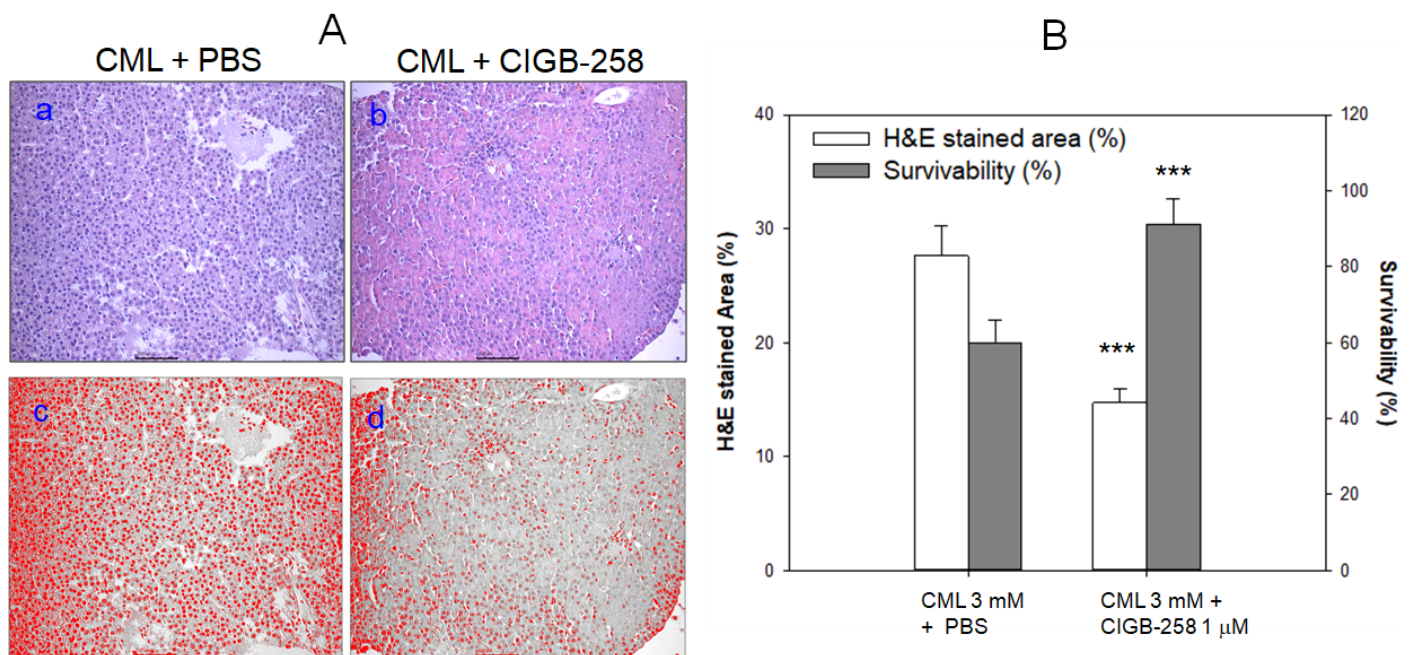 A
CML + PBS
CML + CIGB-258
a
b
c
d
B
H&E stained area (%)
Survivability (%)
***
***
40
30
20
10
0
H&E stained Area (%)
120
100
80
60
40
20
0
Survivability (%)
CML 3 mM
+ PBS
CML 3 mM +
CIGB-258 1 μM